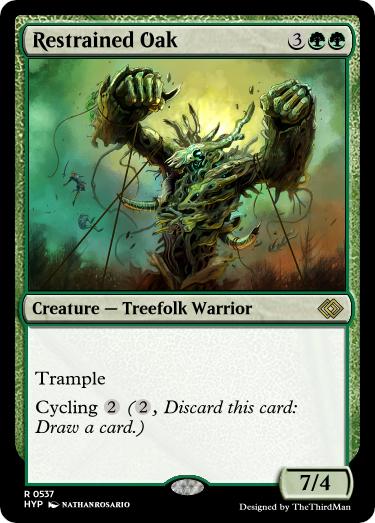 Restrained Oak 3
Creature — Treefolk Warrior
Trample
Cycling 2 (2, Discard this card:
Draw a card.)
7/4
R 0537
HYP NATHANROSARIO
Designed by TheThirdMan